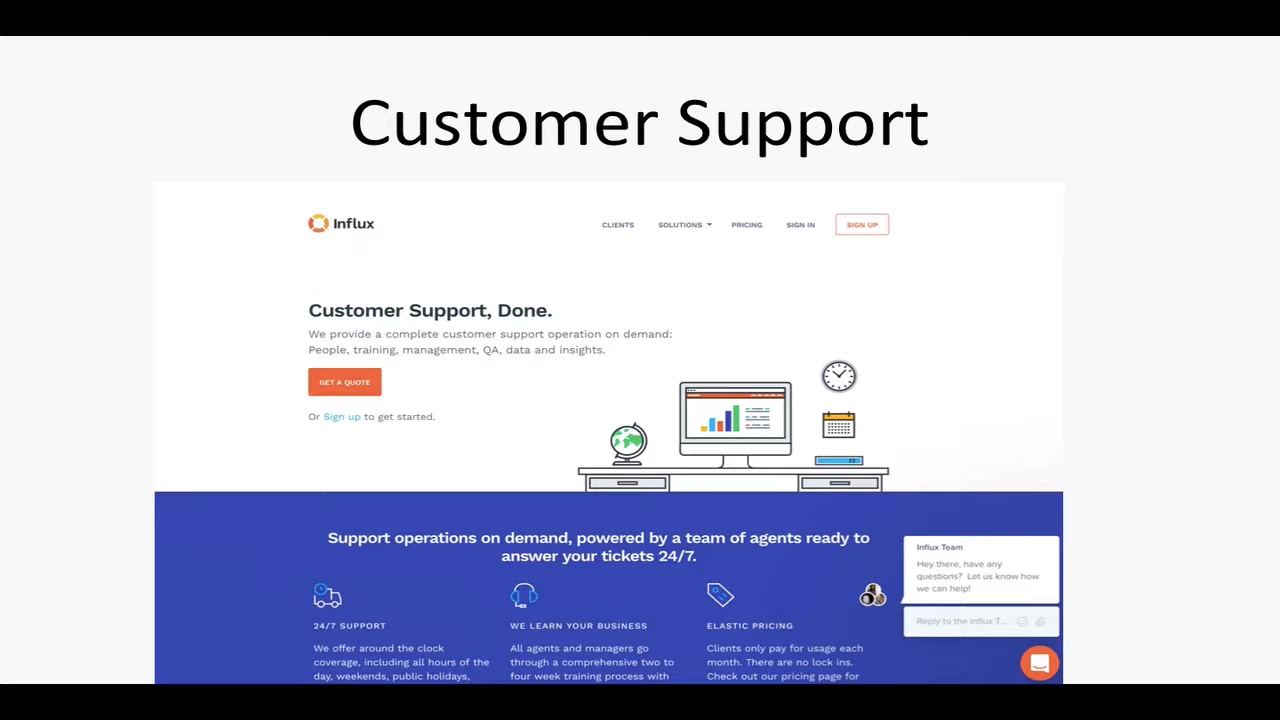 Customer Support
Influx
CLIENTS SOLUTIONS PRICING SIGN IN SIGN UP
Customer Support, Done.
We provide a complete customer support operation on demand:
People, training, management, QA, data and insights.
GET A QUOTE
Or Sign up to get started.
Support operations on demand, powered by a team of agents ready to
answer your tickets 24/7.
24/7 SUPPORT
We offer around the clock
coverage, including all hours of the
day, weekends, public holidays,
WE LEARN YOUR BUSINESS
All agents and managers go
through a comprehensive two to
four week training process with
ELASTIC PRICING
Clients only pay for usage each
month. There are no lock ins.
Check out our pricing page for
Influx Team
Hey there, have any
questions? Let us know how
we can help!
Reply to the Influx T...